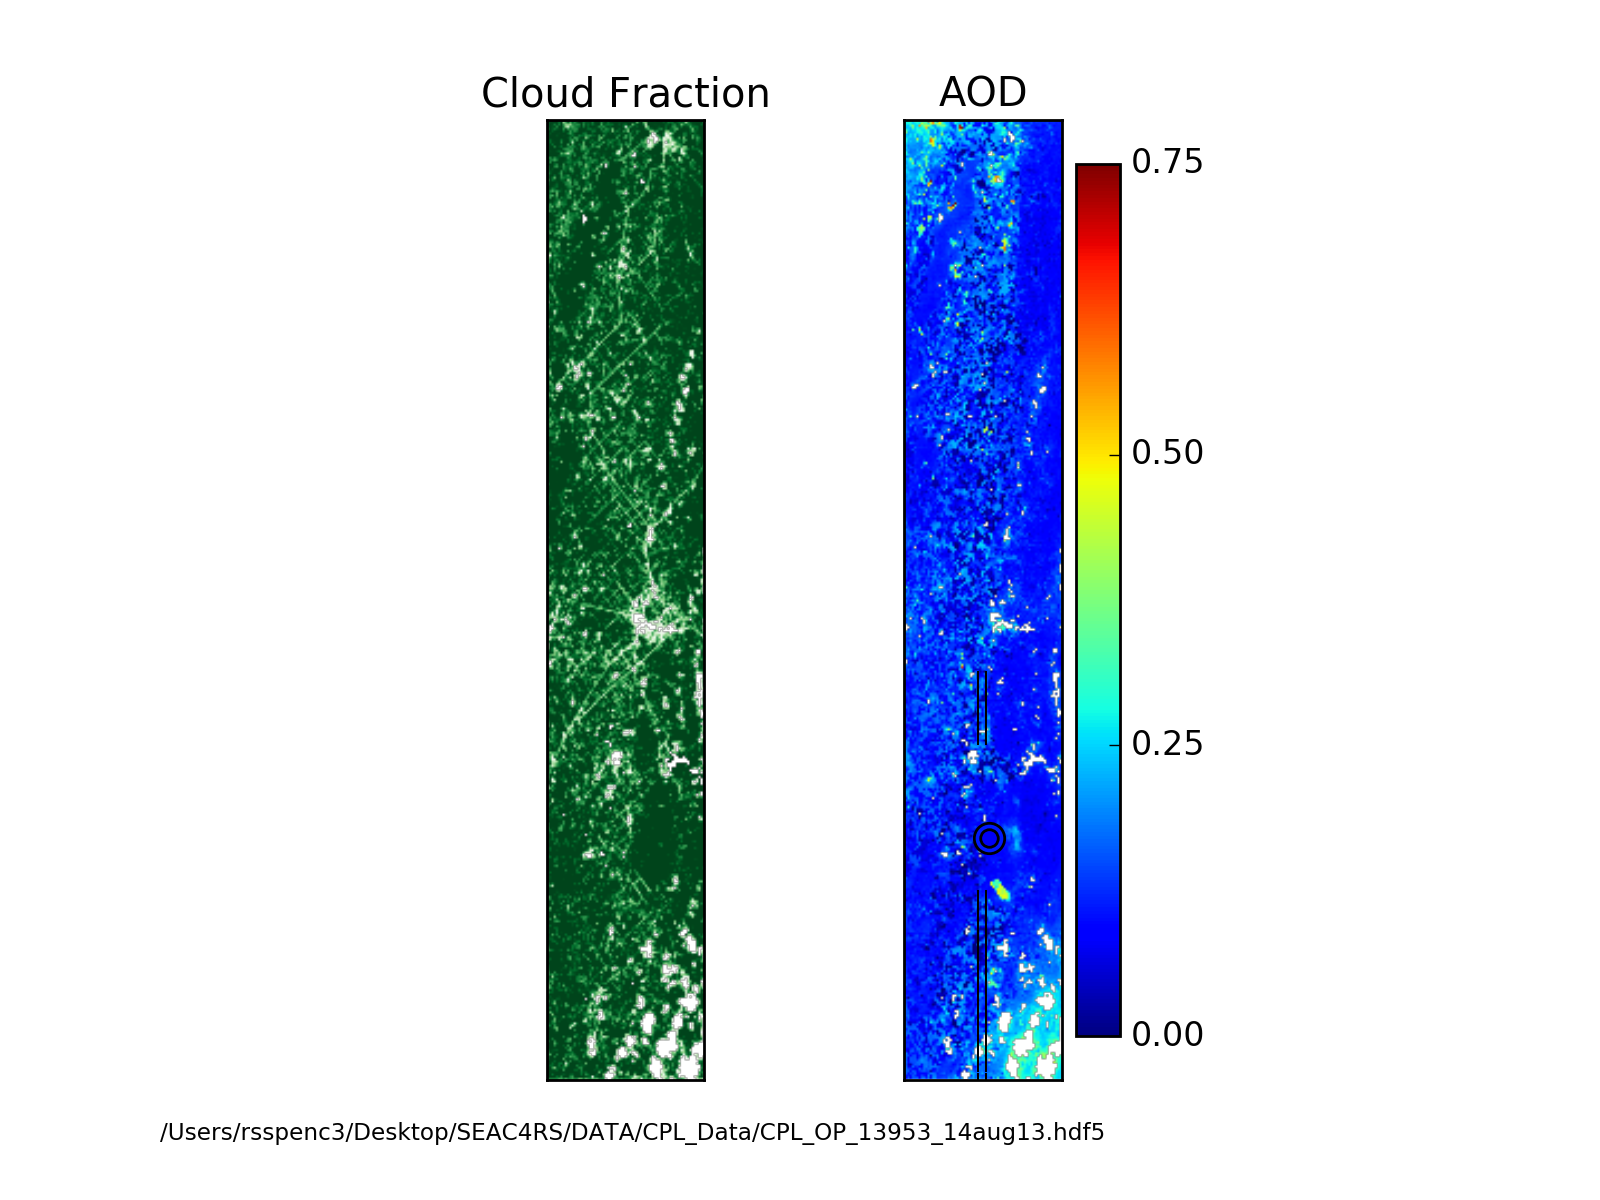 Cloud Fraction
AOD
0.75
0.50
0.25
0.00
/Users/rsspenc3/Desktop/SEAC4RS/DATA/CPL_Data/CPL_OP_13953_14aug13.hdf5